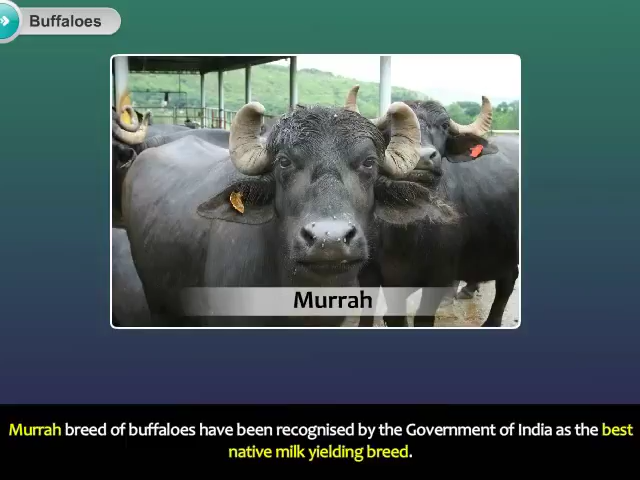 Buffaloes
Murrah
Murrah breed of buffaloes have been recognised by the Government of India as the best
native milk yielding breed.